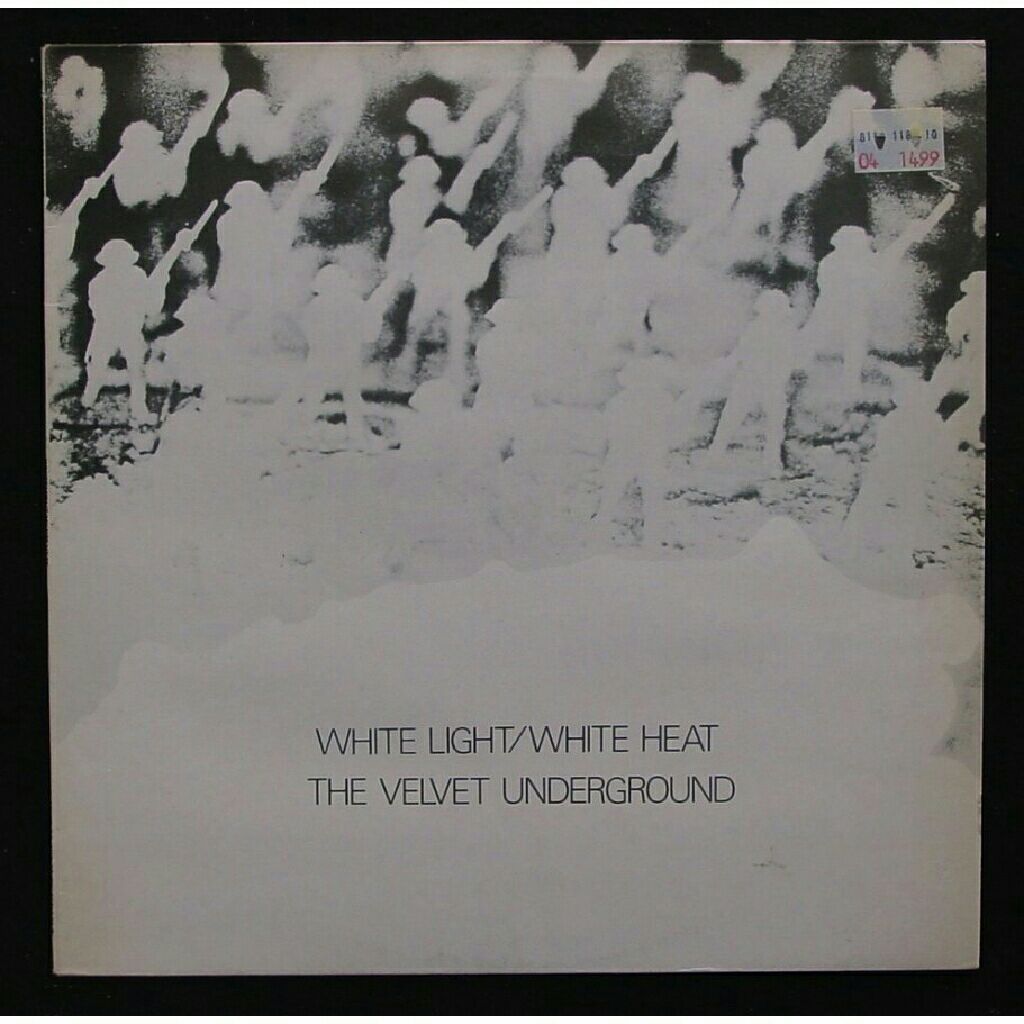 04 1499
WHITE LIGHT/WHITE HEAT
THE VELVET UNDERGROUND